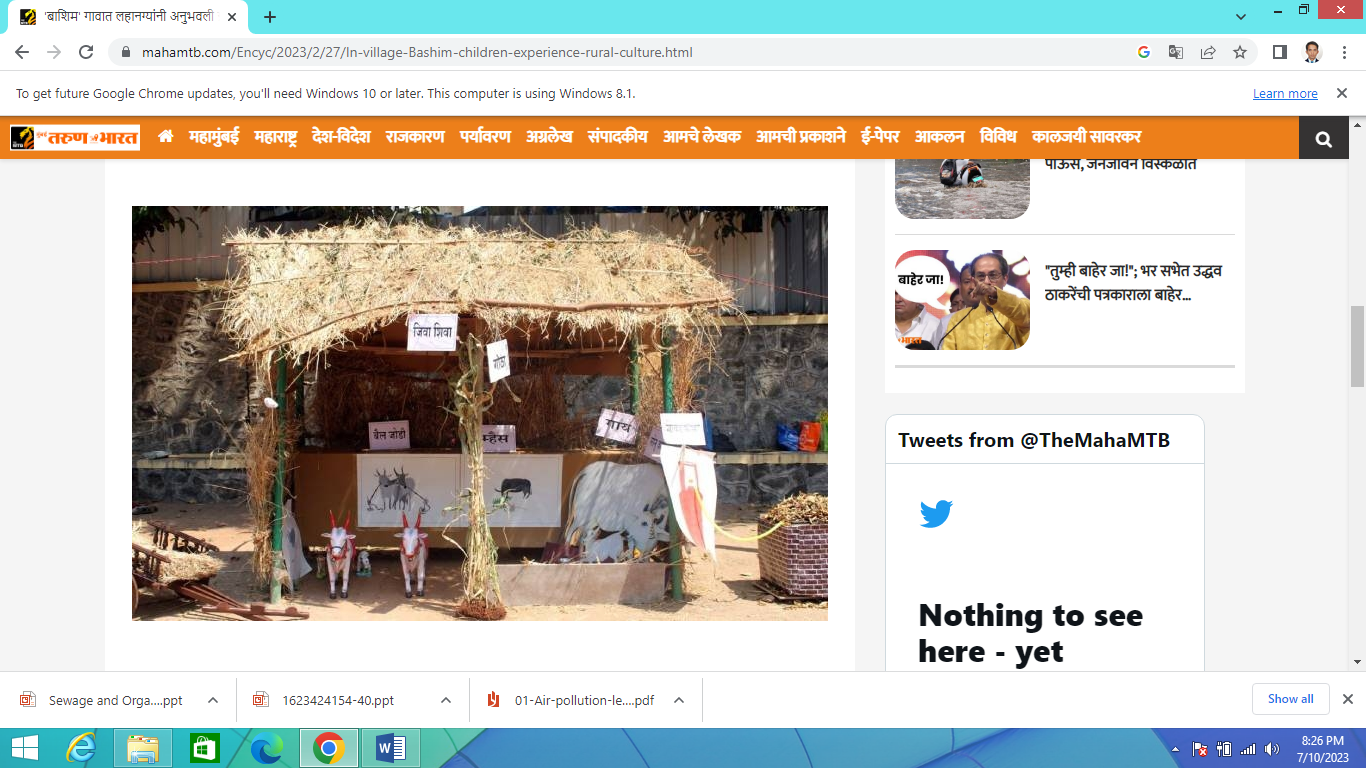 'बाशिम' गावात लहानग्यांनी अनुभवली
mahamtb.com/Encyc/2023/2/27/In-village-Bashim-children-experience-rural-culture.html
To get future Google Chrome updates, you'll need Windows 10 or later. This computer is using Windows 8.1.
Learn more
मुंबई तरुण भारत
महामुंबई महाराष्ट्र देश-विदेश राजकारण पर्यावरण अग्रलेख संपादकीय आमचे लेखक आमची प्रकाशने ई-पेपर आकलन विविध कालजयी सावरकर
पाऊस, जनजीवन विस्कळीत
जिवा शिवा
गोठा
बैल जोडी
म्हैस
गाय
बाहेर जा!
"तुम्ही बाहेर जा!"; भर सभेत उद्धव
ठाकरेंची पत्रकाराला बाहेर...
Tweets from @TheMahaMTB
Nothing to see
here - yet
Sewage and Orga....ppt
1623424154-40.ppt
01-Air-pollution-le....pdf
Show all
8:26 PM
7/10/2023